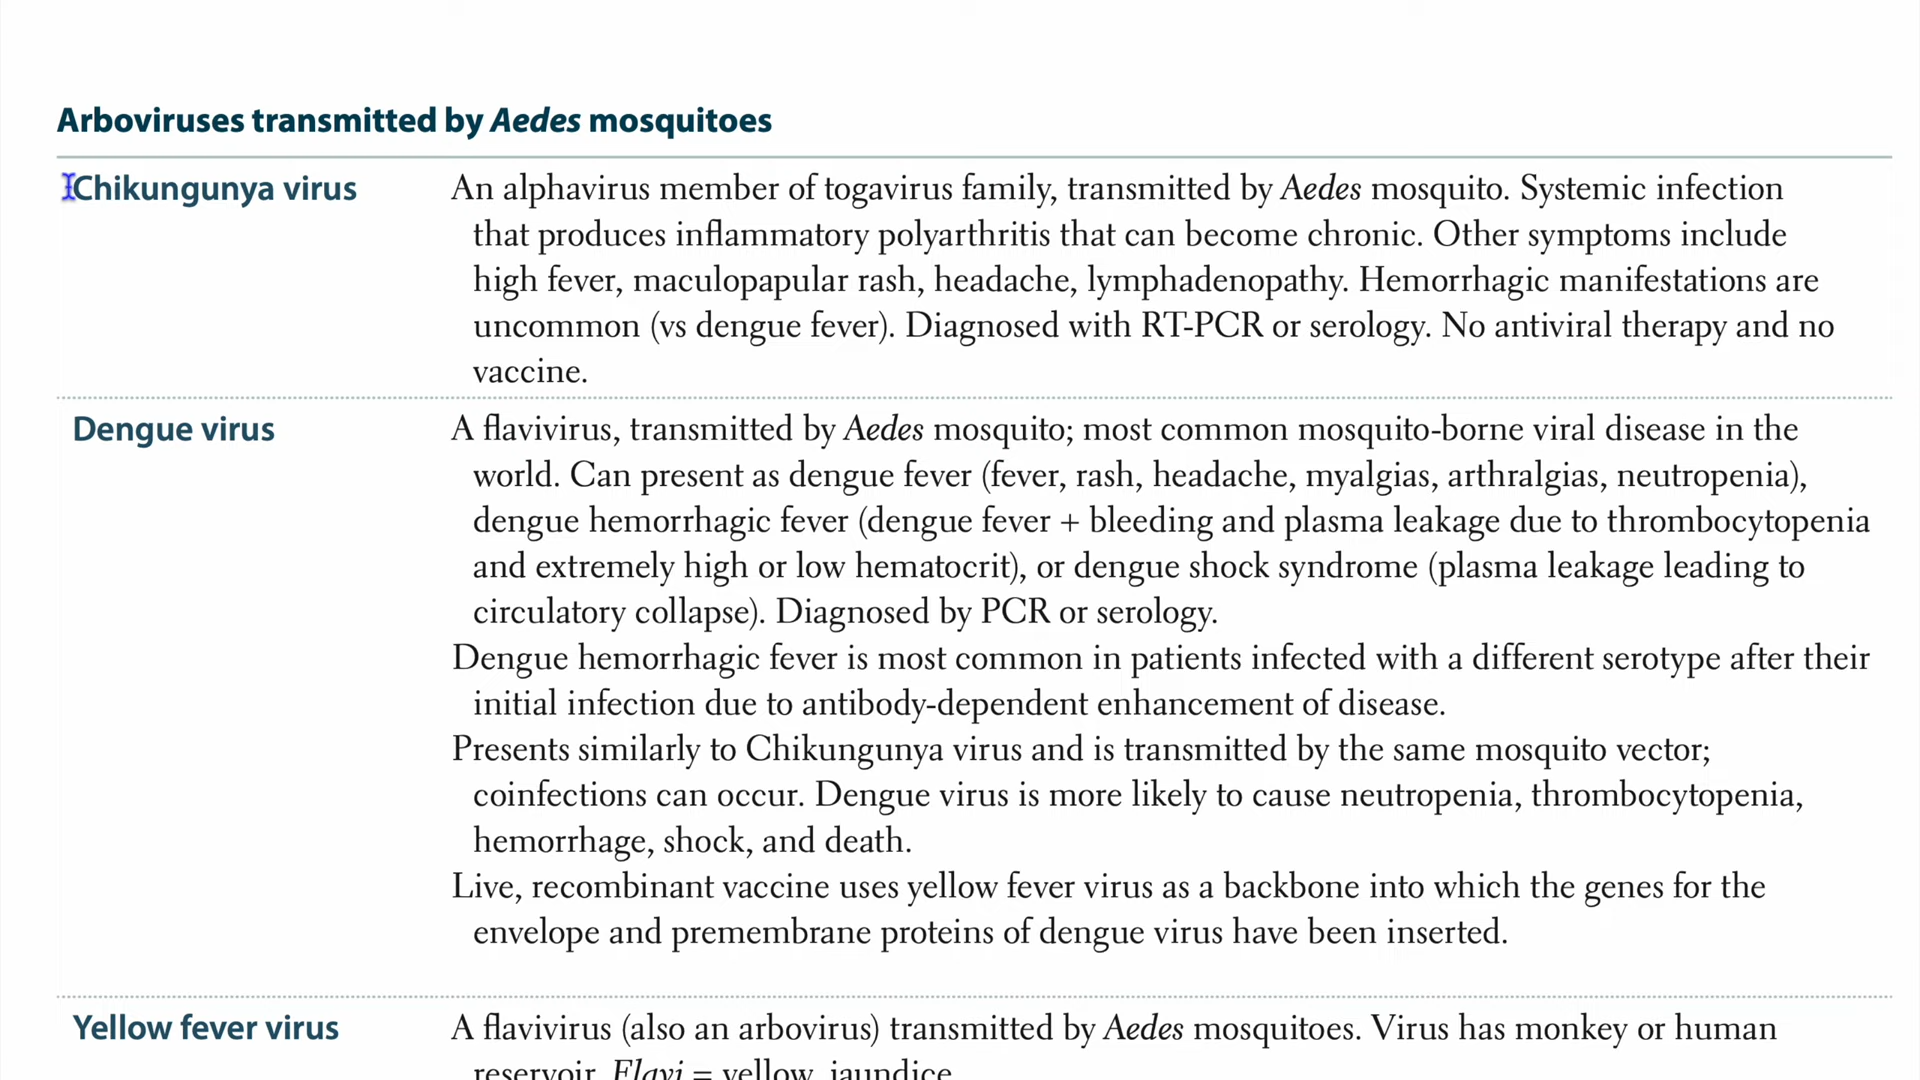 Arboviruses transmitted by Aedes mosquitoes
Chikungunya virus
An alphavirus member of togavirus family, transmitted by Aedes mosquito. Systemic infection
that produces inflammatory polyarthritis that can become chronic. Other symptoms include
high fever, maculopapular rash, headache, lymphadenopathy. Hemorrhagic manifestations are
uncommon (vs dengue fever). Diagnosed with RT-PCR or serology. No antiviral therapy and no
vaccine.
Dengue virus
A flavivirus, transmitted by Aedes mosquito; most common mosquito-borne viral disease in the
world. Can present as dengue fever (fever, rash, headache, myalgias, arthralgias, neutropenia),
dengue hemorrhagic fever (dengue fever + bleeding and plasma leakage due to thrombocytopenia
and extremely high or low hematocrit), or dengue shock syndrome (plasma leakage leading to
circulatory collapse). Diagnosed by PCR or serology.
Dengue hemorrhagic fever is most common in patients infected with a different serotype after their
initial infection due to antibody-dependent enhancement of disease.
Presents similarly to Chikungunya virus and is transmitted by the same mosquito vector;
coinfections can occur. Dengue virus is more likely to cause neutropenia, thrombocytopenia,
hemorrhage, shock, and death.
Live, recombinant vaccine uses yellow fever virus as a backbone into which the genes for the
envelope and premembrane proteins of dengue virus have been inserted.
Yellow fever virus
A flavivirus (also an arbovirus) transmitted by Aedes mosquitoes. Virus has monkey or human
reservoir. Flavi = yellow, jaundice.